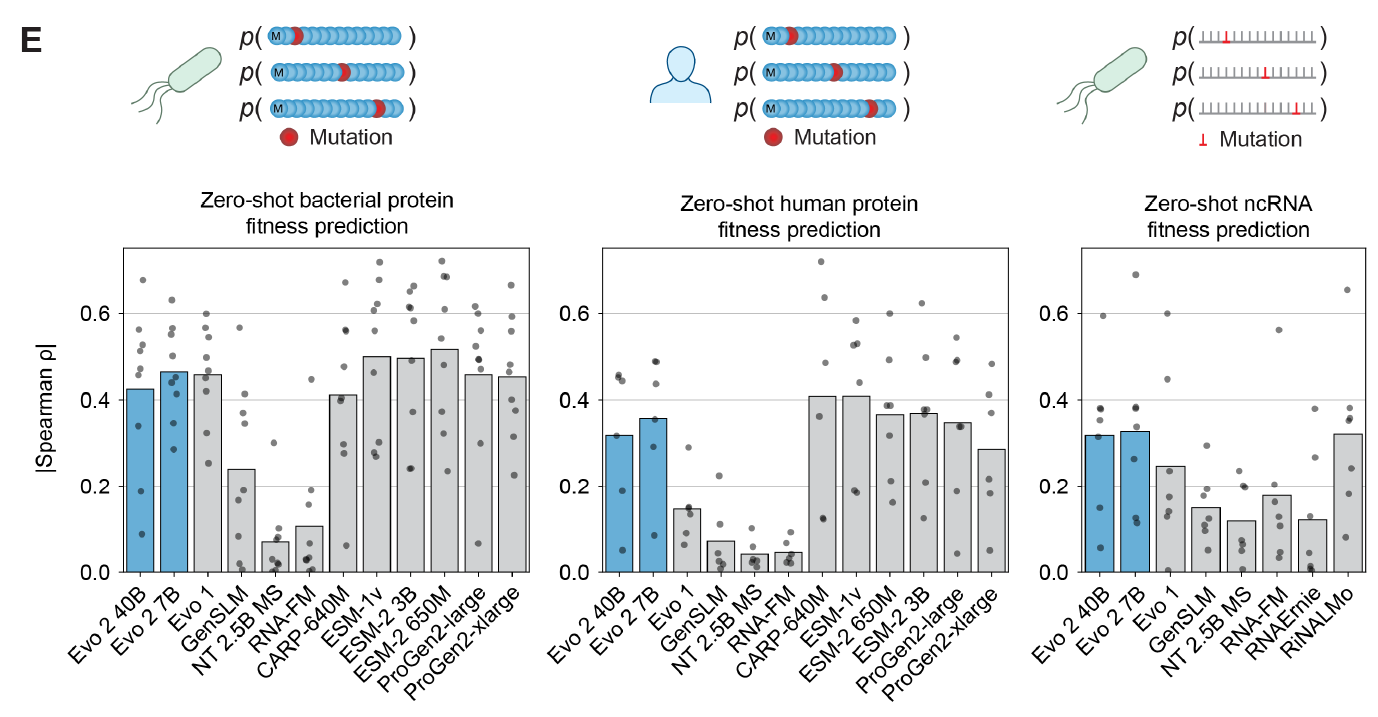 E
p( M )
p( M )
p( M )
Mutation
p( M )
p( M )
p( M )
Mutation
p( )
p( )
p( )
Mutation
Zero-shot bacterial protein
fitness prediction
|Spearman ρ|
0.6
0.4
0.2
0.0
Evo 2 40B
Evo 2 7B
Evo 1
GenSLM
NT 2.5B MS
RNA-FM
CARP-640M
ESM-1v
ESM-2 3B
ESM-2 650M
ProGen2-large
ProGen2-xlarge
Zero-shot human protein
fitness prediction
0.6
0.4
0.2
0.0
Evo 2 40B
Evo 2 7B
Evo 1
GenSLM
NT 2.5B MS
RNA-FM
CARP-640M
ESM-1v
ESM-2 650M
ESM-2 3B
ProGen2-large
ProGen2-xlarge
Zero-shot ncRNA
fitness prediction
0.6
0.4
0.2
0.0
Evo 2 40B
Evo 2 7B
Evo 1
GenSLM
NT 2.5B MS
RNA-FM
RNAErnie
RiNALMo